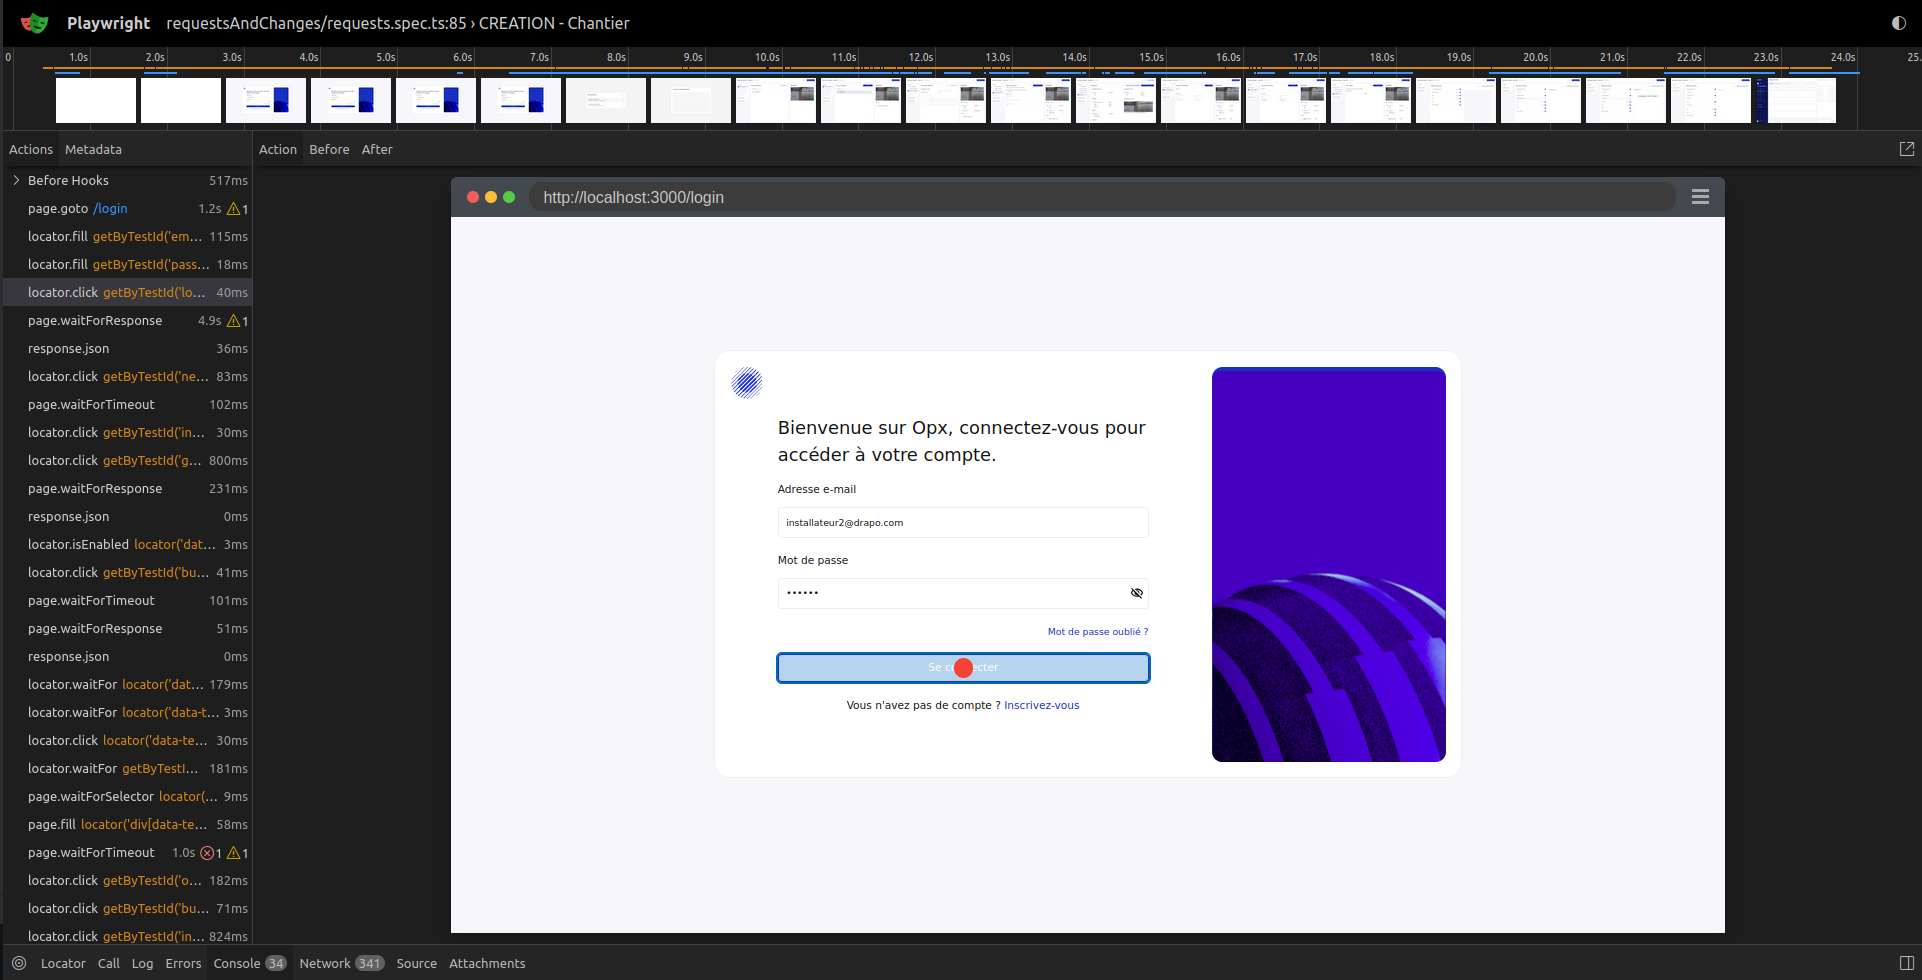 Playwright requestsAndChanges/requests.spec.ts:85 › CREATION - Chantier
0 1.0s 2.0s 3.0s 4.0s 5.0s 6.0s 7.0s 8.0s 9.0s 10.0s 11.0s 12.0s 13.0s 14.0s 15.0s 16.0s 17.0s 18.0s 19.0s 20.0s 21.0s 22.0s 23.0s 24.0s 25.
Actions Metadata
Action Before After
Before Hooks 517ms
page.goto /login 1.2s 1
locator.fill getByTestId('em... 115ms
locator.fill getByTestId('pass... 18ms
locator.click getByTestId('lo... 40ms
page.waitForResponse 4.9s 1
response.json 36ms
locator.click getByTestId('ne... 83ms
page.waitForTimeout 102ms
locator.click getByTestId('in... 30ms
locator.click getByTestId('g... 800ms
page.waitForResponse 231ms
response.json 0ms
locator.isEnabled locator('dat... 3ms
locator.click getByTestId('bu... 41ms
page.waitForTimeout 101ms
page.waitForResponse 51ms
response.json 0ms
locator.waitFor locator('dat... 179ms
locator.waitFor locator('data-t... 3ms
locator.click locator('data-te... 30ms
locator.waitFor getByTestI... 181ms
page.waitForSelector locator(... 9ms
page.fill locator('div[data-te... 58ms
page.waitForTimeout 1.0s 1 1
locator.click getByTestId('o... 182ms
locator.click getByTestId('bu... 71ms
locator.click getByTestId('in... 824ms
http://localhost:3000/login
Bienvenue sur Opx, connectez-vous pour
accéder à votre compte.
Adresse e-mail
installateur2@drapo.com
Mot de passe
••••••
Mot de passe oublié ?
Vous n'avez pas de compte ? Inscrivez-vous
Locator Call Log Errors Console 34 Network 341 Source Attachments